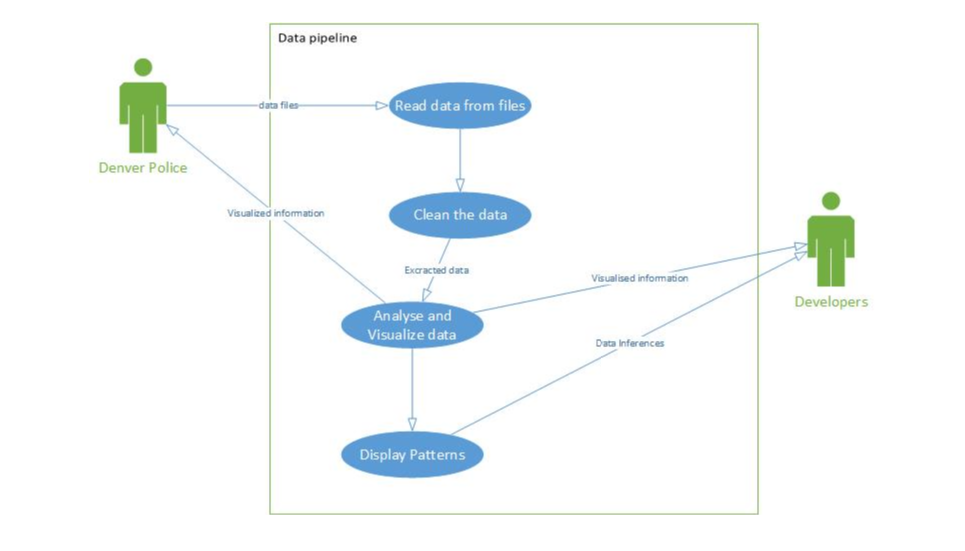 Data pipeline
data files
Read data from files
Denver Police
Visualized information
Clean the data
Excracted data
Visualised information
Developers
Analyse and
Visualize data
Data Inferences
Display Patterns